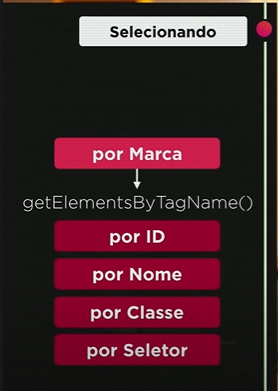 Selecionando
por Marca
getElementsByTagName()
por ID
por Nome
por Classe
por Seletor